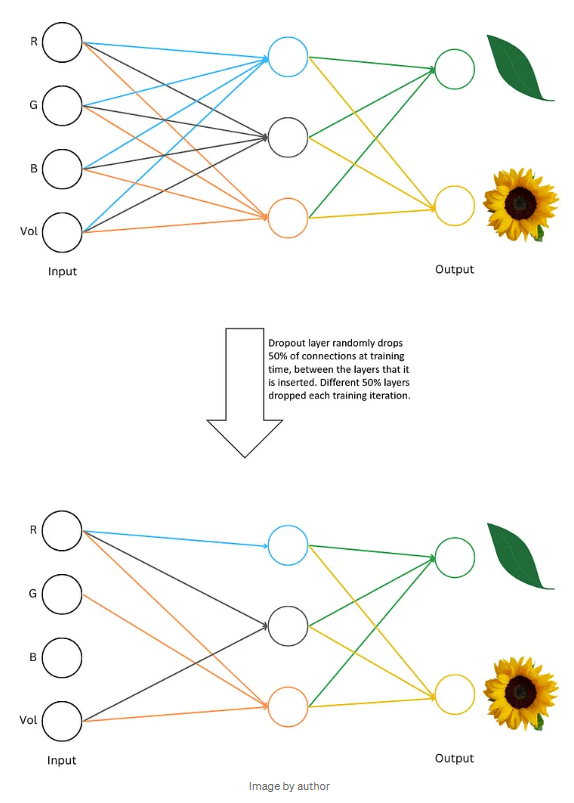 R
G
B
Vol
Input
Output
Dropout layer randomly drops
50% of connections at training
time, between the layers that it
is inserted. Different 50% layers
dropped each training iteration.
R
G
B
Vol
Input
Output
Image by author